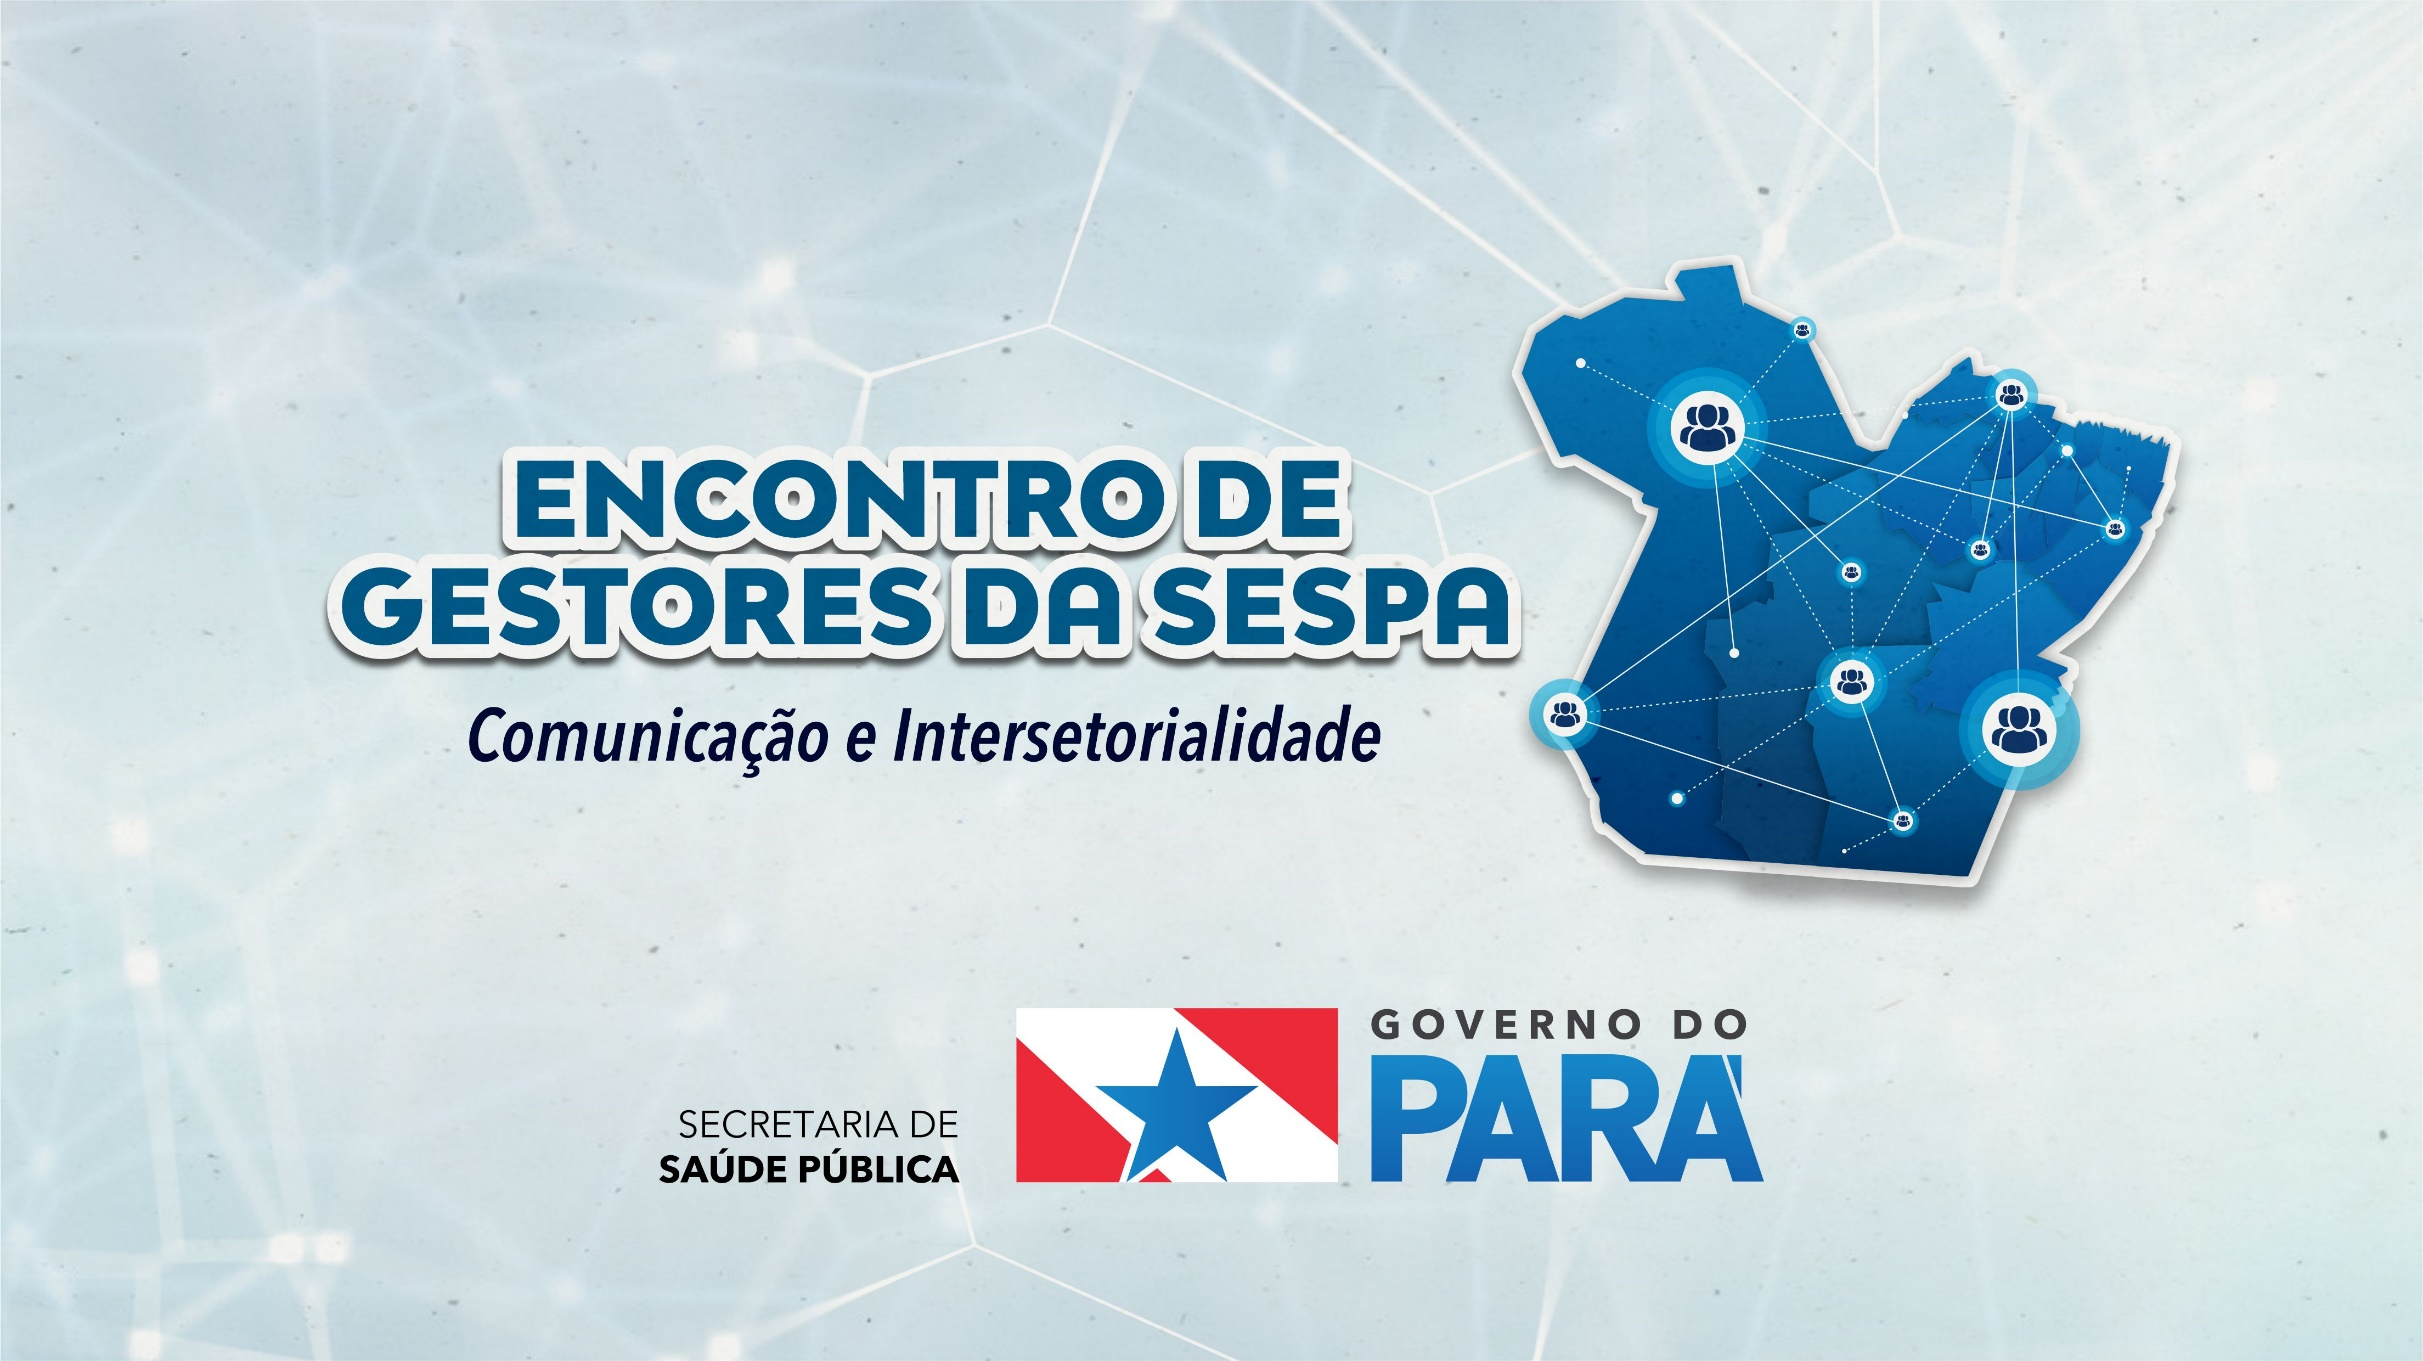 ENCONTRO DE
GESTORES DA SESPA
Comunicação e Intersetorialidade
SECRETARIA DE
SAÚDE PÚBLICA
GOVERNO DO
PARÁ